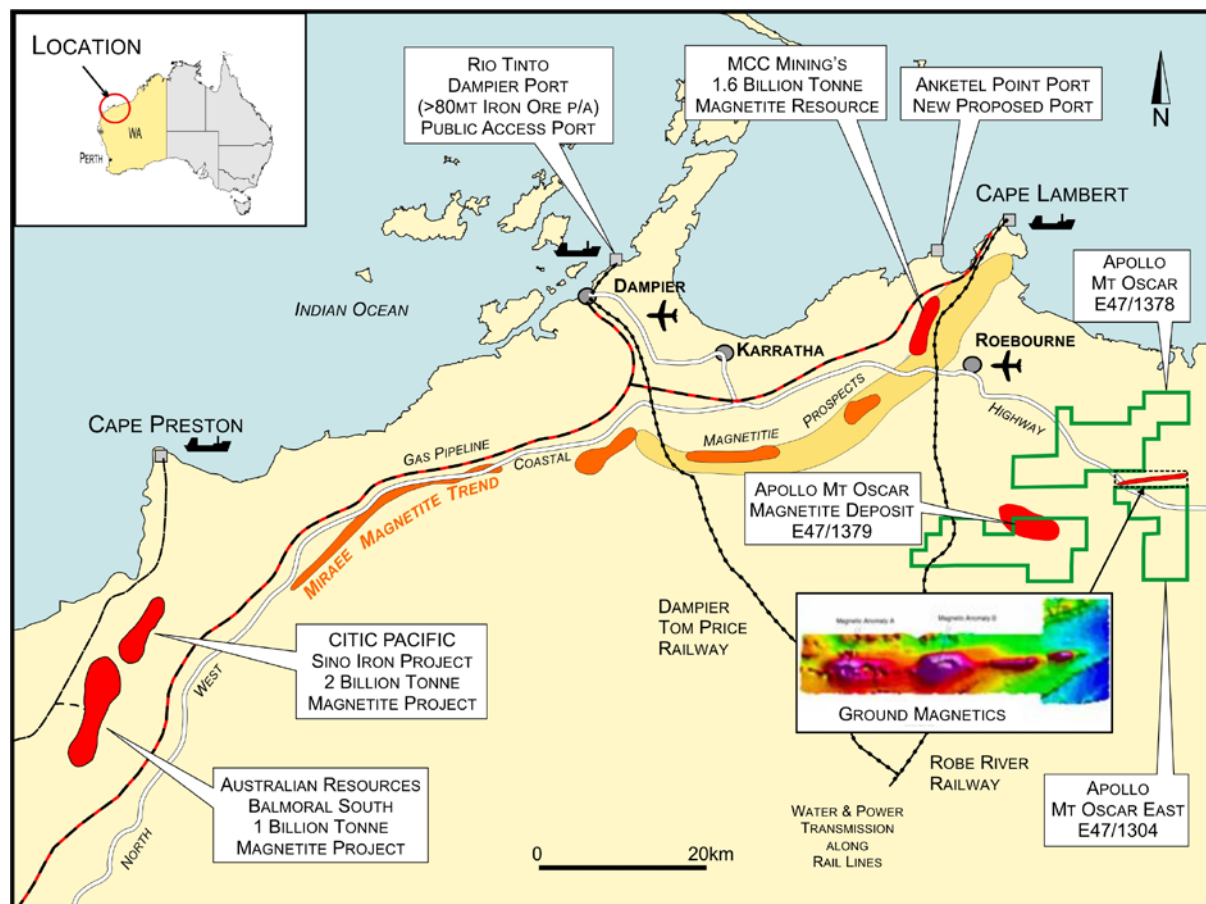 LOCATION
WA
PERTH
RIO TINTO
DAMPIER PORT
(>80MT IRON ORE P/A)
PUBLIC ACCESS PORT
MCC MINING'S
1.6 BILLION TONNE
MAGNETITE RESOURCE
ANKETEL POINT PORT
NEW PROPOSED PORT
N
CAPE LAMBERT
APOLLO
MT OSCAR
E47/1378
INDIAN OCEAN
DAMPIER
KARRATHA
ROEBOURNE
HIGHWAY
PROSPECTS
MAGNETITIE
COASTAL
GAS PIPELINE
CAPE PRESTON
MIRAEE MAGNETITE TREND
APOLLO MT OSCAR
MAGNETITE DEPOSIT
E47/1379
DAMPIER
TOM PRICE
RAILWAY
Magnetic Anomaly A
Magnetic Anomaly B
GROUND MAGNETICS
CITIC PACIFIC
SINO IRON PROJECT
2 BILLION TONNE
MAGNETITE PROJECT
WEST
NORTH
AUSTRALIAN RESOURCES
BALMORAL SOUTH
1 BILLION TONNE
MAGNETITE PROJECT
ROBE RIVER
RAILWAY
WATER & POWER
TRANSMISSION
ALONG
RAIL LINES
APOLLO
MT OSCAR EAST
E47/1304
0 20km